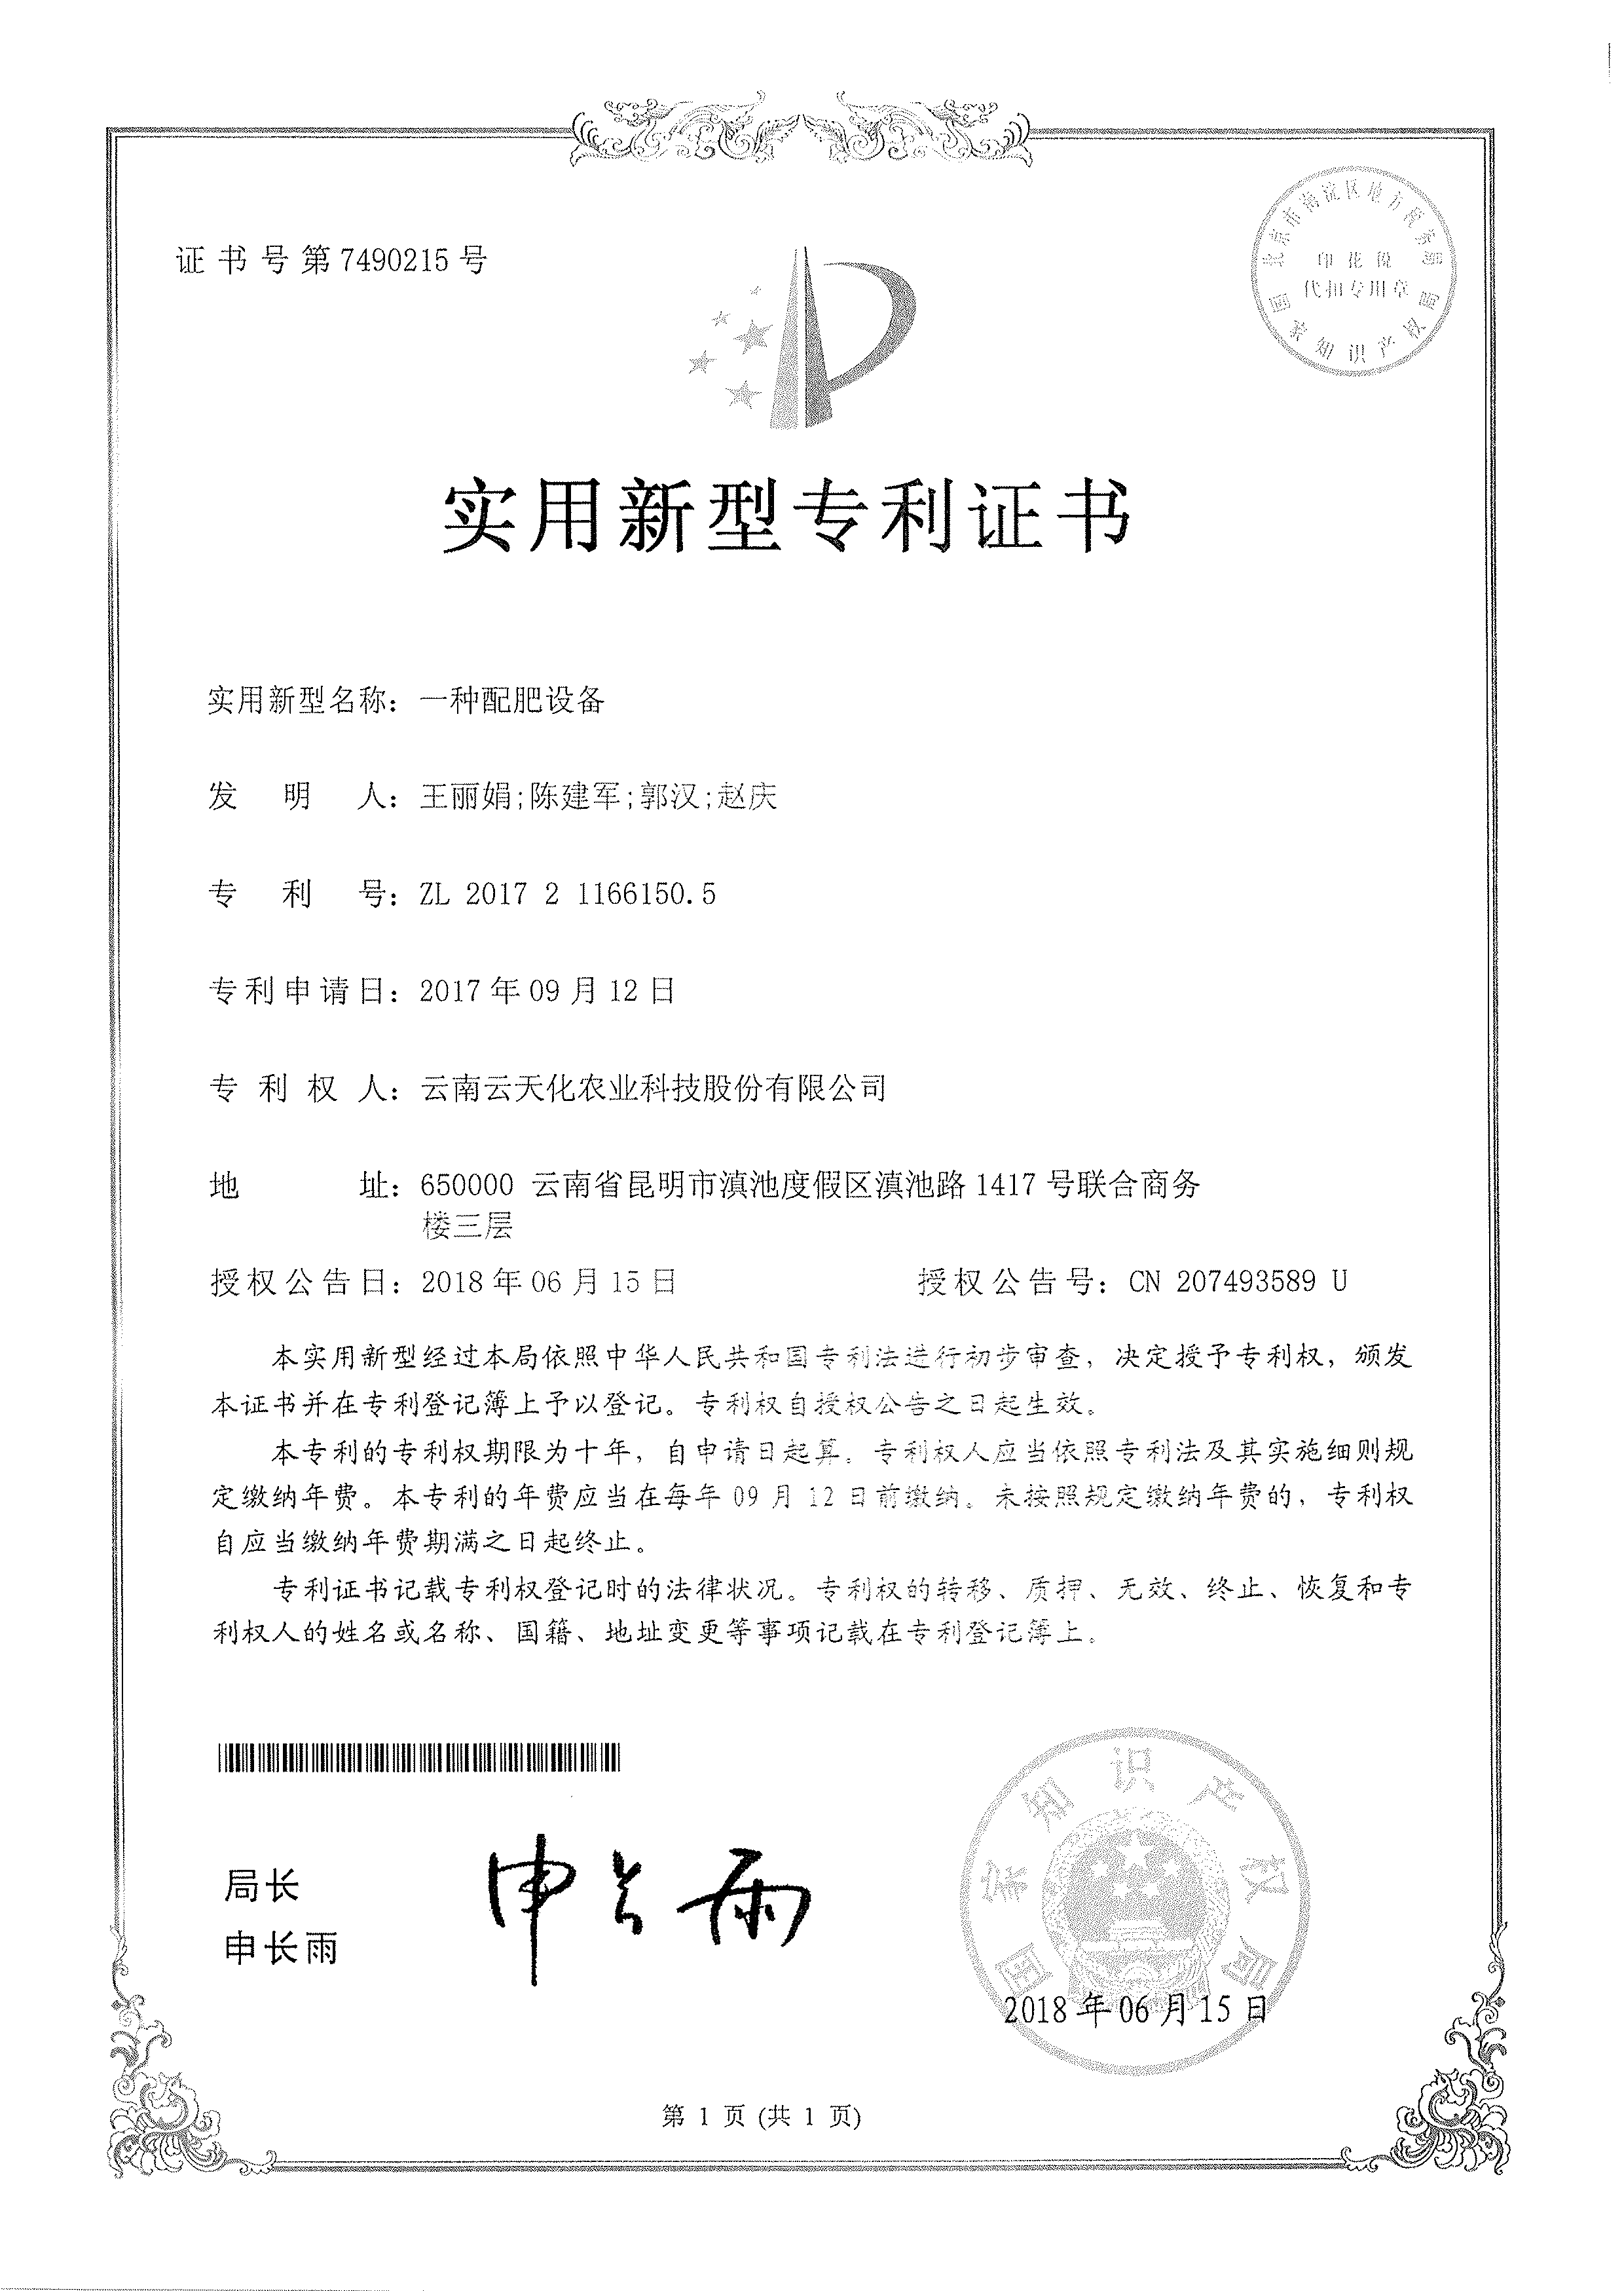 证书号第7490215号
北京市海淀区地方税务局
印花税
代扣专用章
国家知识产权局
实用新型专利证书
实用新型名称：一种配肥设备
发明人：王丽娟;陈建军;郭汉;赵庆
专利号：ZL 2017 2 1166150.5
专利申请日：2017年09月12日
专利权人：云南云天化农业科技股份有限公司
地址：650000 云南省昆明市滇池度假区滇池路1417号联合商务
楼三层
授权公告日：2018年06月15日 授权公告号：CN 207493589 U
本实用新型经过本局依照中华人民共和国专利法进行初步审查，决定授予专利权，颁发
本证书并在专利登记簿上予以登记。专利权自授权公告之日起生效。
本专利的专利权期限为十年，自申请日起算。专利权人应当依照专利法及其实施细则规
定缴纳年费。本专利的年费应当在每年09月12日前缴纳。未按照规定缴纳年费的，专利权
自应当缴纳年费期满之日起终止。
专利证书记载专利权登记时的法律状况。专利权的转移、质押、无效、终止、恢复和专
利权人的姓名或名称、国籍、地址变更等事项记载在专利登记簿上。
局长
申长雨
申长雨
国家知识产权局
2018年06月15日
第 1 页 (共 1 页)